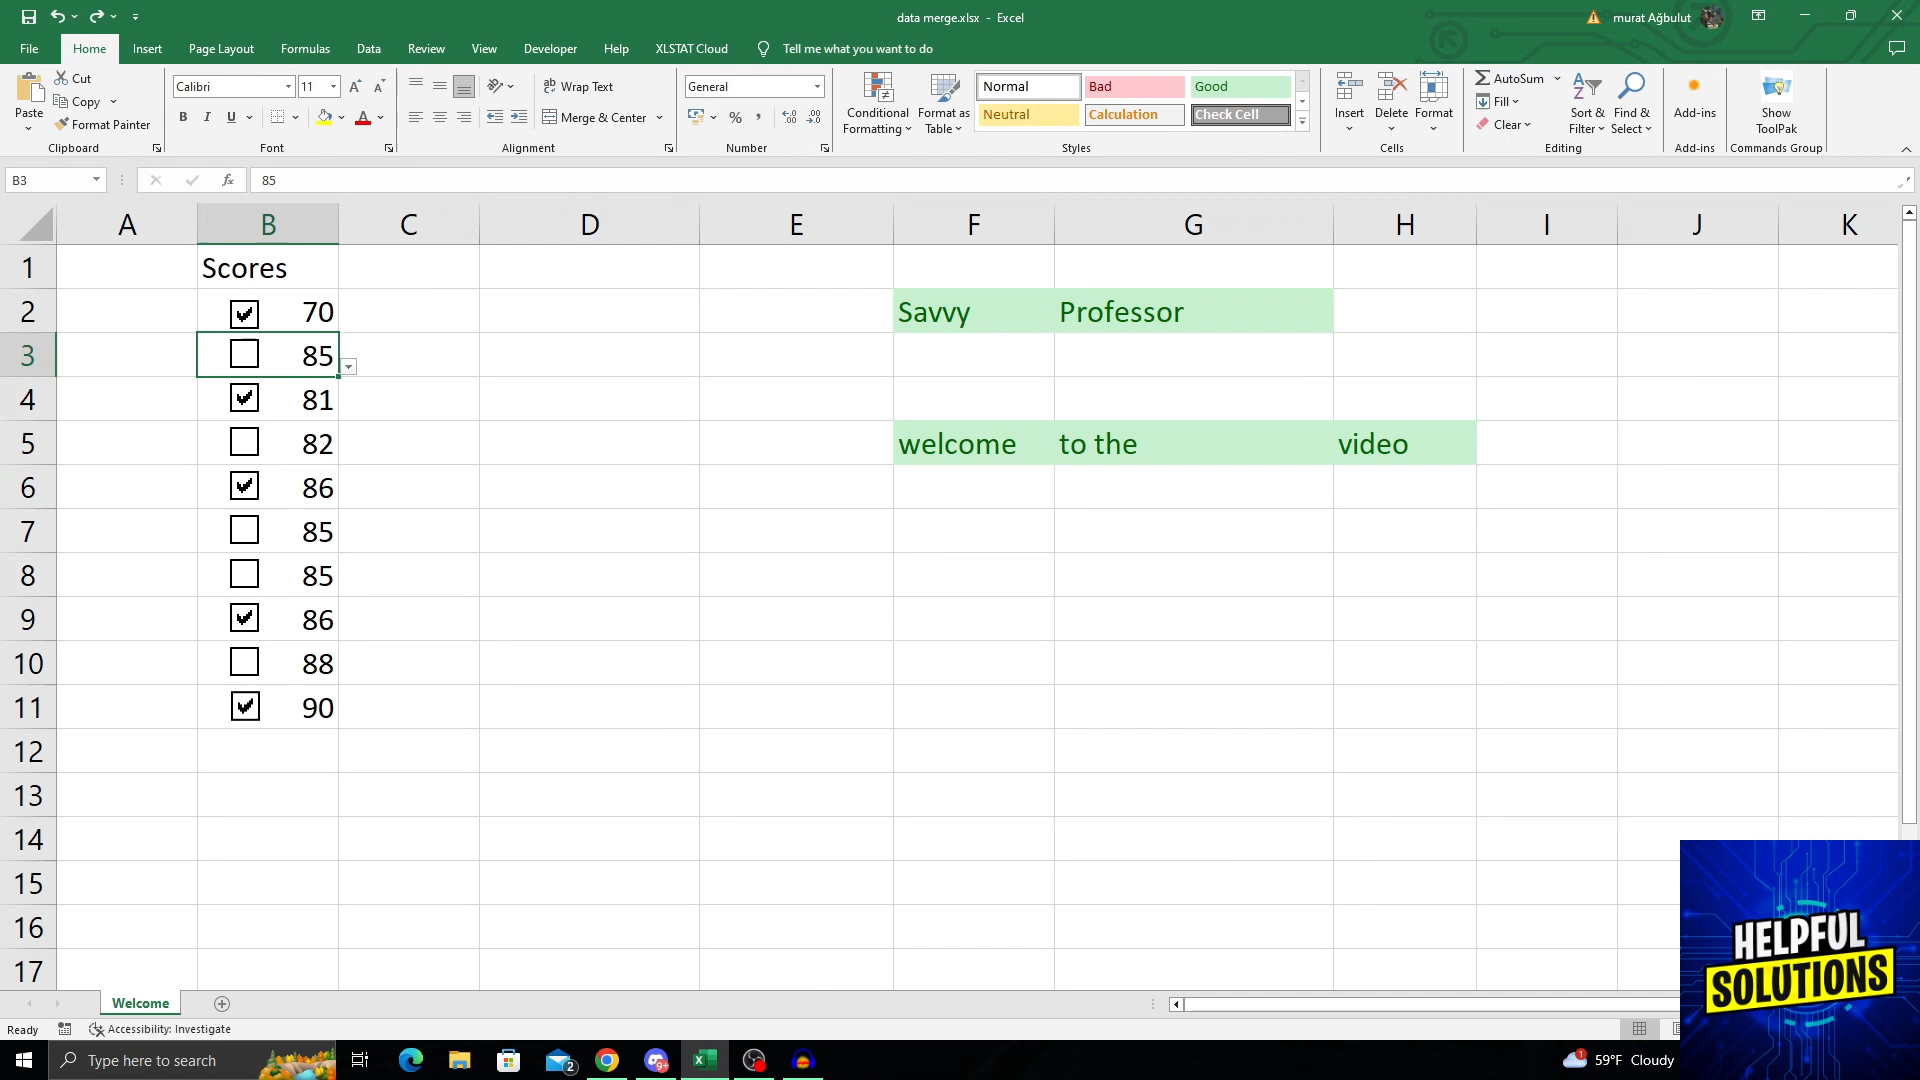 data merge.xlsx - Excel
murat Ağbulut
File Home Insert Page Layout Formulas Data Review View Developer Help XLSTAT Cloud Tell me what you want to do
Paste
Cut
Copy
Format Painter
Clipboard
Calibri 11
B I U
Font
Wrap Text
Merge & Center
Alignment
General
%
Number
Conditional Formatting
Format as Table
Normal Bad Good
Neutral Calculation Check Cell
Styles
Insert Delete Format
Cells
AutoSum
Fill
Clear
Sort & Filter
Find & Select
Editing
Add-ins
Add-ins
Show ToolPak
Commands Group
B3 fx 85
A B C D E F G H I J K
1 Scores
2 70 Savvy Professor
3 85
4 81
5 82 welcome to the video
6 86
7 85
8 85
9 86
10 88
11 90
12
13
14
15
16
17
Welcome
Ready Accessibility: Investigate
HELPFUL
SOLUTIONS
Type here to search 2 9+ 1 59°F Cloudy